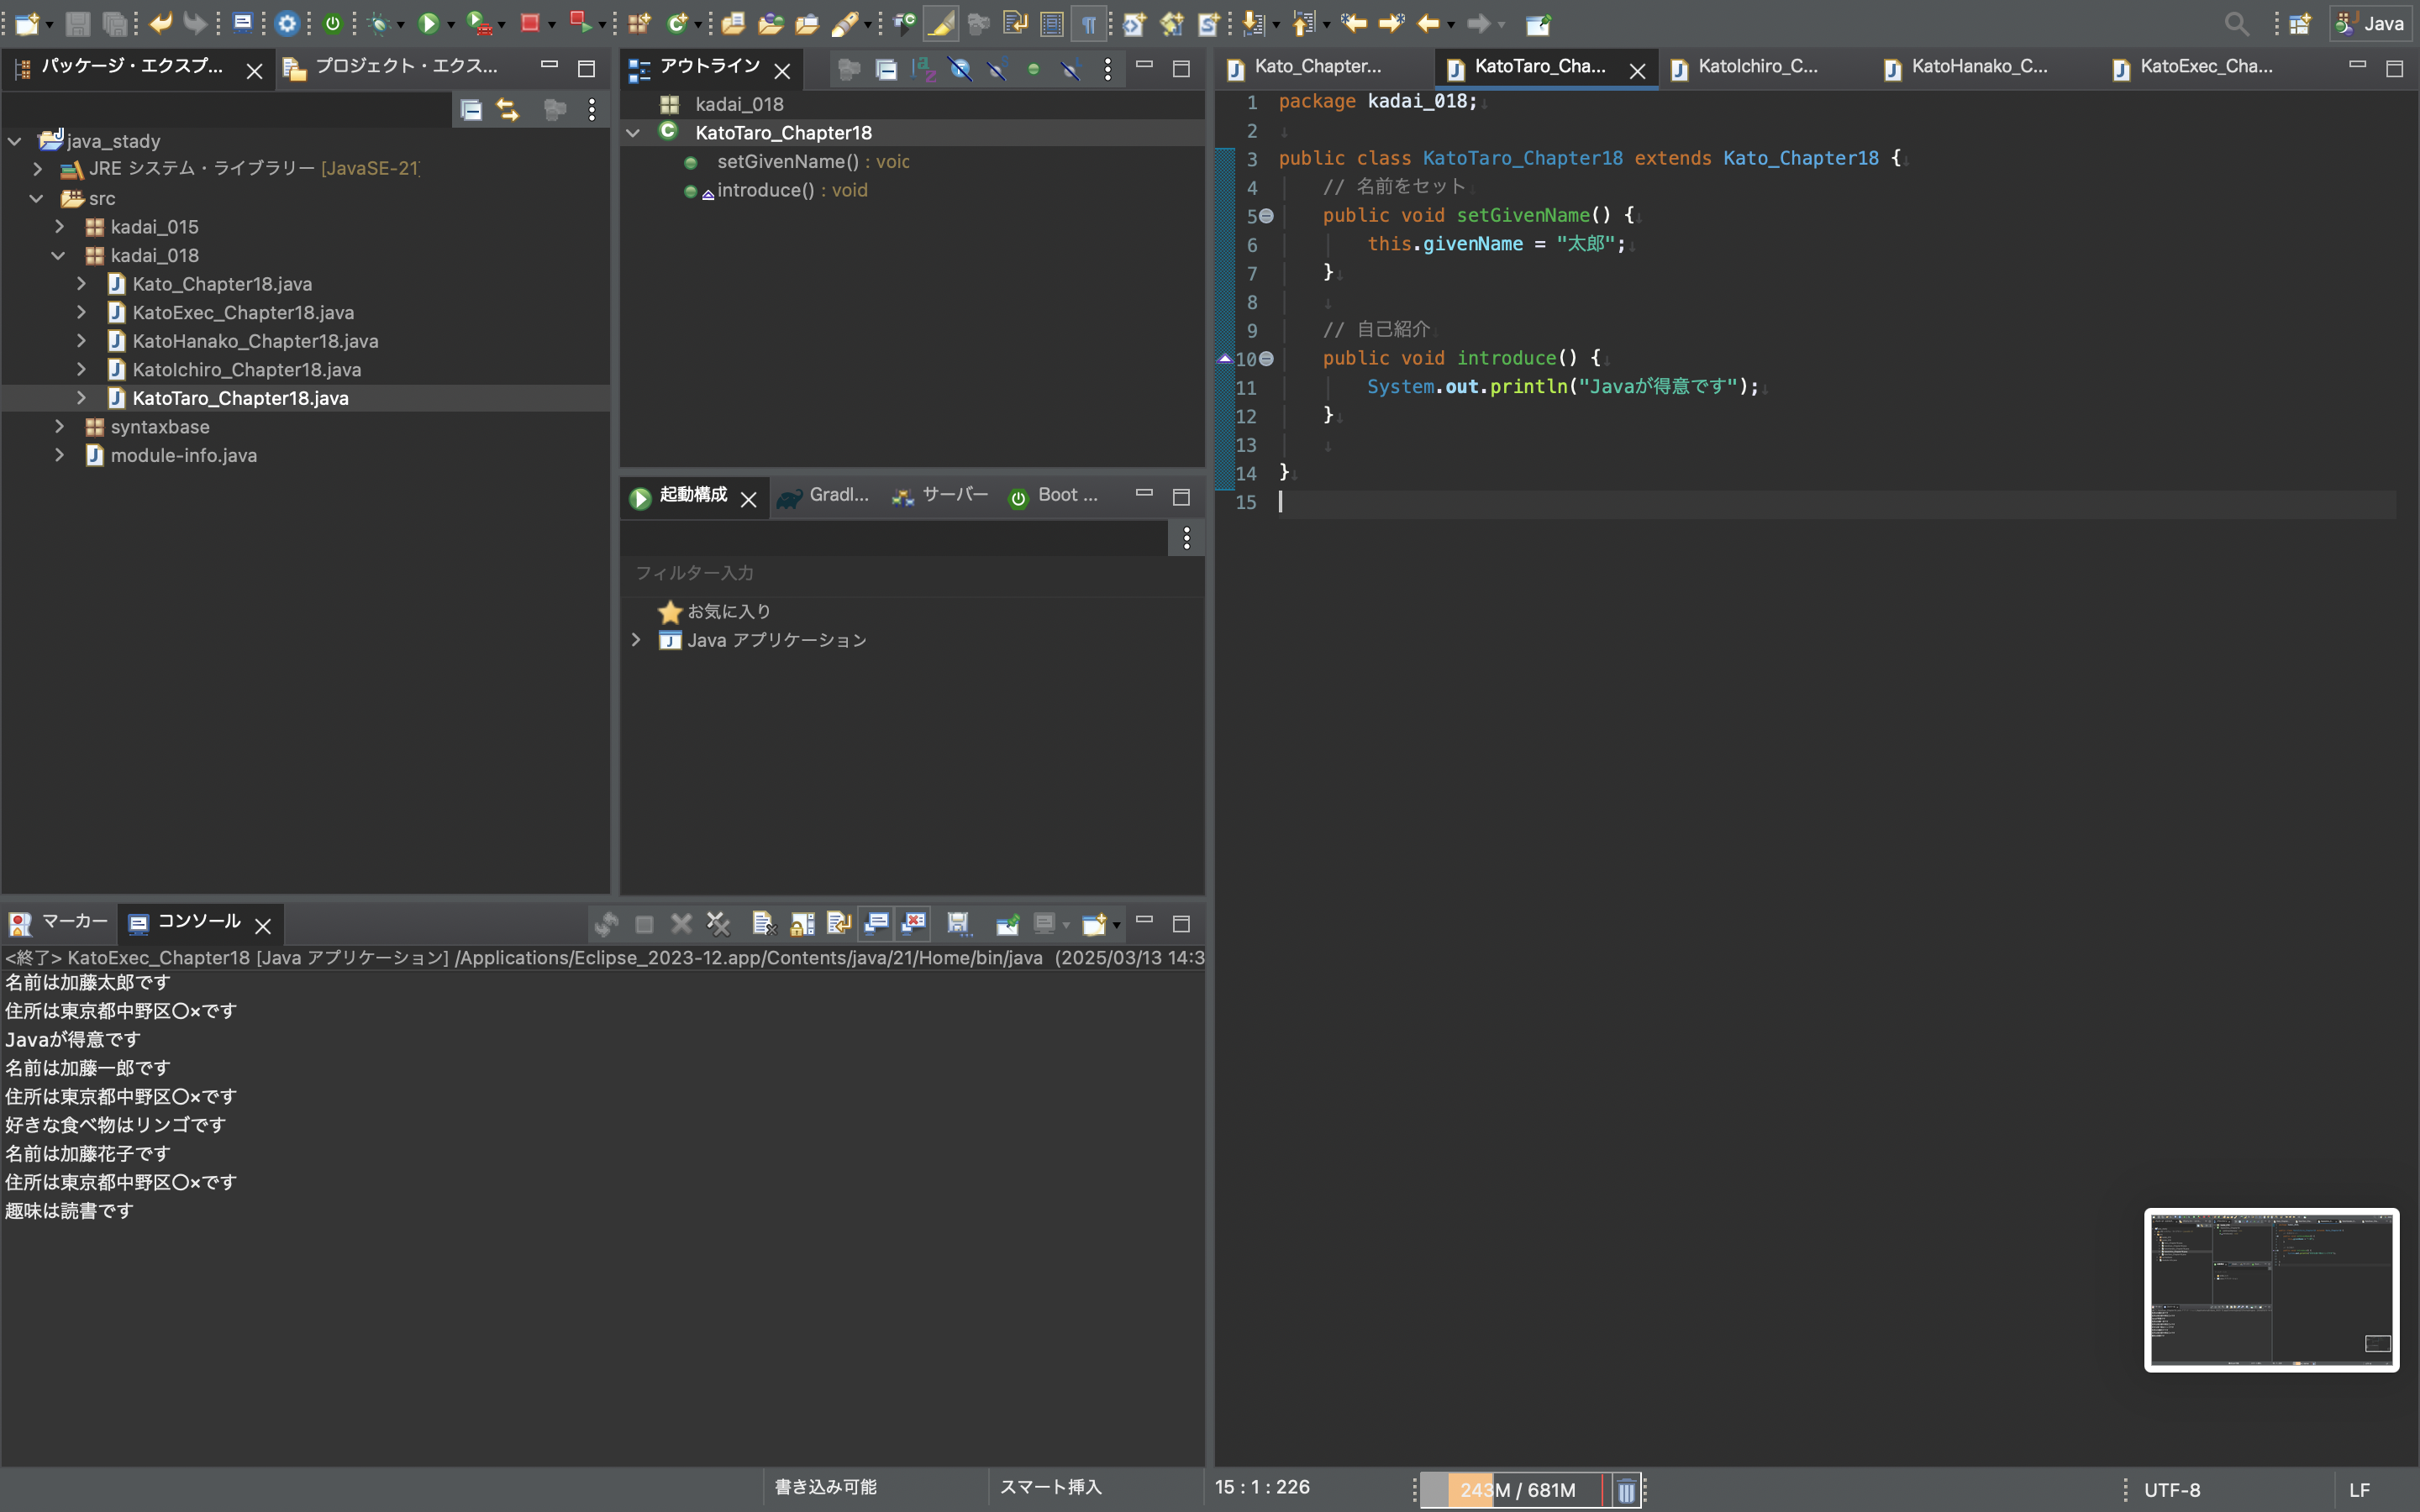 Java
パッケージ・エクスプ...
プロジェクト・エクス...
java_stady
JRE システム・ライブラリー [JavaSE-21]
src
kadai_015
kadai_018
Kato_Chapter18.java
KatoExec_Chapter18.java
KatoHanako_Chapter18.java
KatoIchiro_Chapter18.java
KatoTaro_Chapter18.java
syntaxbase
module-info.java
アウトライン
kadai_018
KatoTaro_Chapter18
setGivenName() : voic
introduce() : void
起動構成
Gradl...
サーバー
Boot ...
フィルター入力
お気に入り
Java アプリケーション
Kato_Chapter...
KatoTaro_Cha...
KatoIchiro_C...
KatoHanako_C...
KatoExec_Cha...
1 package kadai_018;
2
3 public class KatoTaro_Chapter18 extends Kato_Chapter18 {
4 // 名前をセット
5 public void setGivenName() {
6 this.givenName = "太郎";
7 }
8
9 // 自己紹介
10 public void introduce() {
11 System.out.println("Javaが得意です");
12 }
13
14 }
15
マーカー
コンソール
<終了> KatoExec_Chapter18 [Java アプリケーション] /Applications/Eclipse_2023-12.app/Contents/java/21/Home/bin/java (2025/03/13 14:3
名前は加藤太郎です
住所は東京都中野区〇×です
Javaが得意です
名前は加藤一郎です
住所は東京都中野区〇×です
好きな食べ物はリンゴです
名前は加藤花子です
住所は東京都中野区〇×です
趣味は読書です
書き込み可能
スマート挿入
15 : 1 : 226
243M / 681M
UTF-8
LF